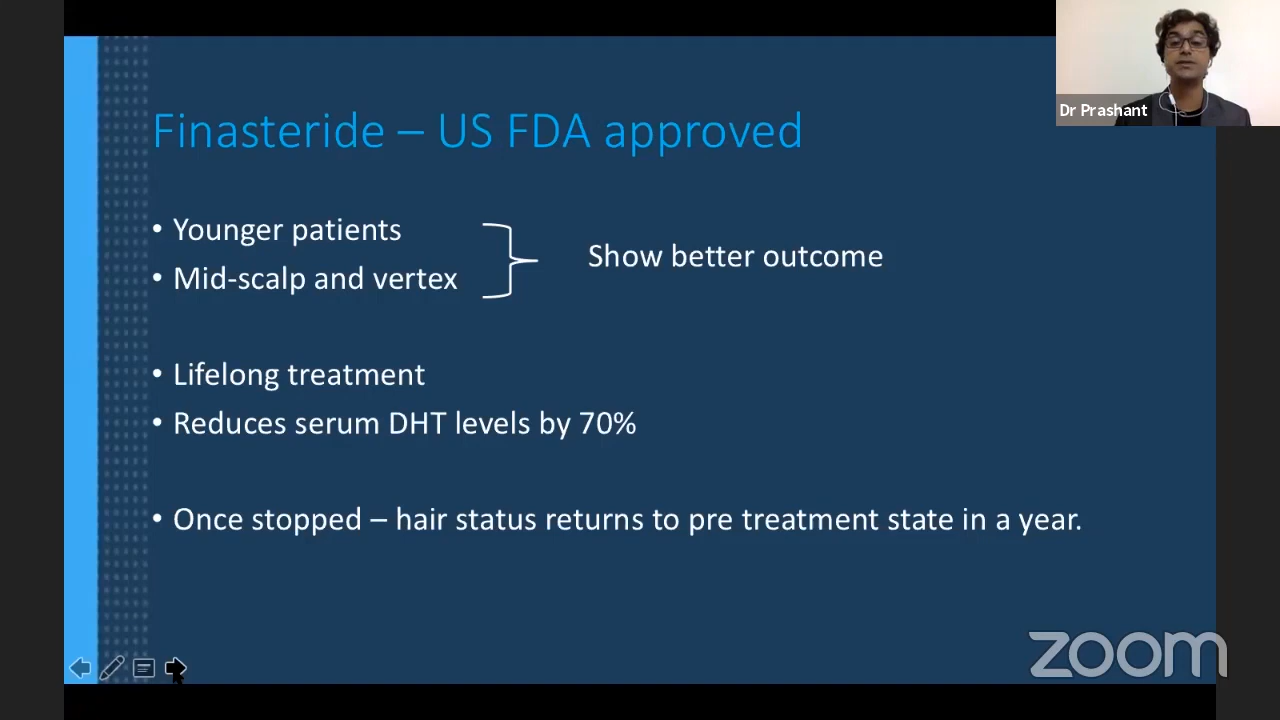 Dr Prashant
Finasteride – US FDA approved
• Younger patients
• Mid-scalp and vertex
Show better outcome
• Lifelong treatment
• Reduces serum DHT levels by 70%
• Once stopped – hair status returns to pre treatment state in a year.
zoom